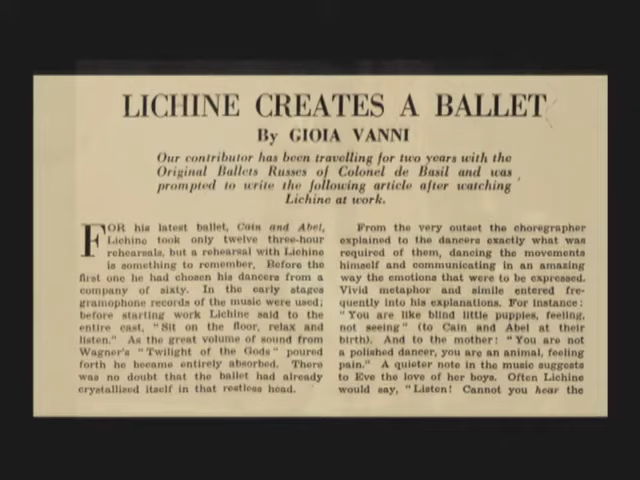 LICHINE CREATES A BALLET
By GIOIA VANNI
Our contributor has been travelling for two years with the
Original Ballets Russes of Colonel de Basil and was
prompted to write the following article after watching
Lichine at work.
FOR his latest ballet, Cain and Abel,
Lichine took only twelve three-hour
rehearsals, but a rehearsal with Lichine
is something to remember. Before the
first one he had chosen his dancers from a
company of sixty. In the early stages
gramophone records of the music were used;
before starting work Lichine said to the
entire cast, "Sit on the floor, relax and
listen." As the great volume of sound from
Wagner's "Twilight of the Gods" poured
forth he became entirely absorbed. There
was no doubt that the ballet had already
crystallised itself in that restless head.
From the very outset the choregrapher
explained to the dancers exactly what was
required of them, dancing the movements
himself and communicating in an amazing
way the emotions that were to be expressed.
Vivid metaphor and simile entered fre-
quently into his explanations. For instance:
"You are like blind little puppies, feeling,
not seeing" (to Cain and Abel at their
birth). And to the mother: "You are not
a polished dancer, you are an animal, feeling
pain." A quieter note in the music suggests
to Eve the love of her boys. Often Lichine
would say, "Listen! Cannot you hear the